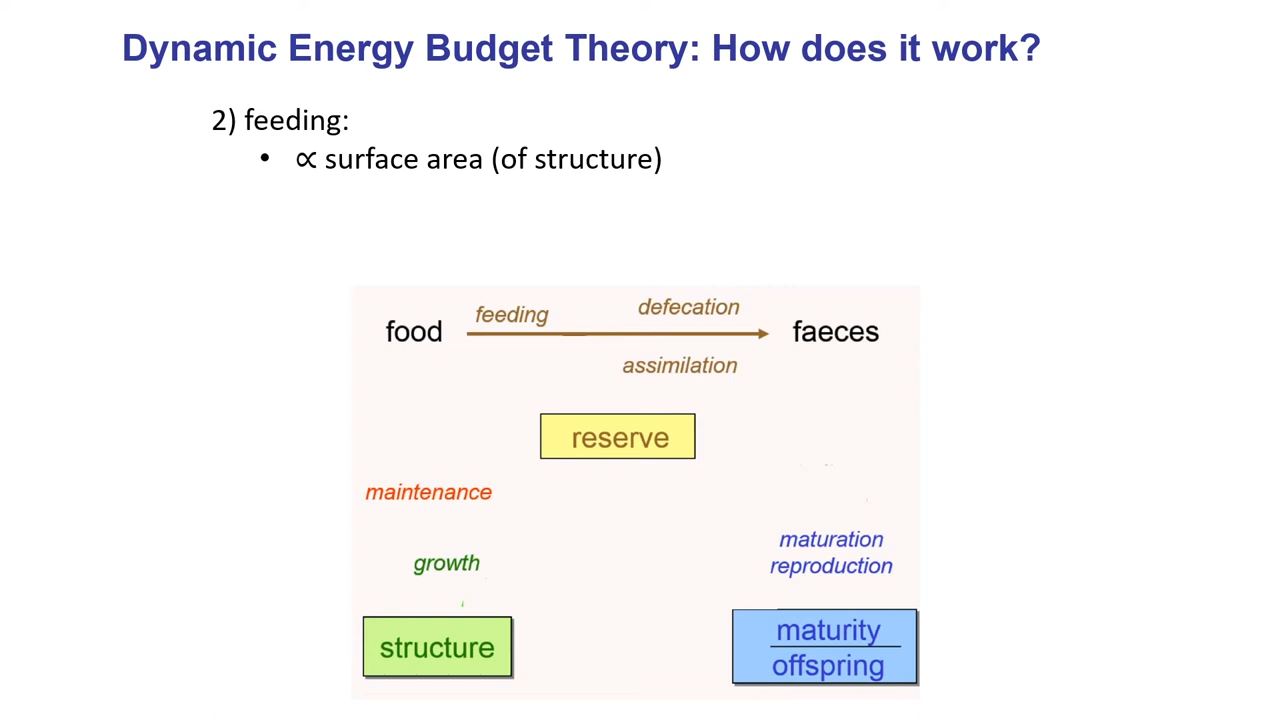 Dynamic Energy Budget Theory: How does it work?
2) feeding:
• ∝ surface area (of structure)
feeding
defecation
food
faeces
assimilation
reserve
maintenance
growth
maturation
reproduction
structure
maturity
offspring